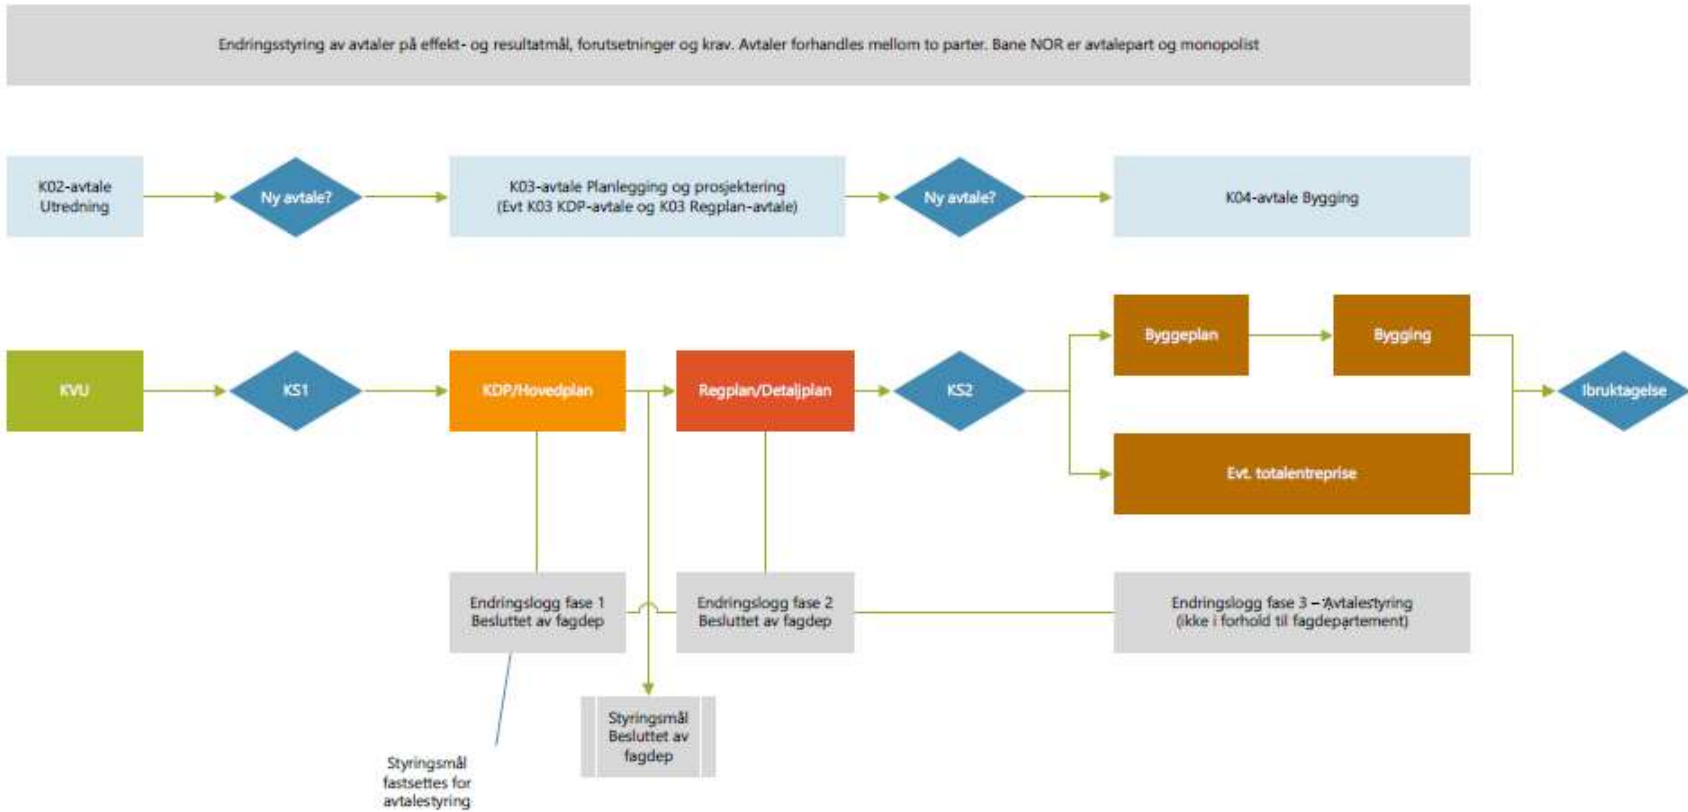 Endringsstyring av avtaler på effekt- og resultatmål, forutsetninger og krav. Avtaler forhandles mellom to parter. Bane NOR er avtalepart og monopolist
K02-avtale
Utredning
Ny avtale?
K03-avtale Planlegging og prosjektering
(Evt K03 KDP-avtale og K03 Regplan-avtale)
Ny avtale?
K04-avtale Bygging
Byggeplan
Bygging
KVU
KS1
KDP/Hovedplan
Regplan/Detaljplan
KS2
Ibruktagelse
Evt. totalentreprise
Endringslogg fase 1
Besluttet av fagdep
Endringslogg fase 2
Besluttet av fagdep
Endringslogg fase 3 – Avtalestyring
(ikke i forhold til fagdepartement)
Styringsmål
Besluttet av
fagdep
Styringsmål
fastsettes for
avtalestyring